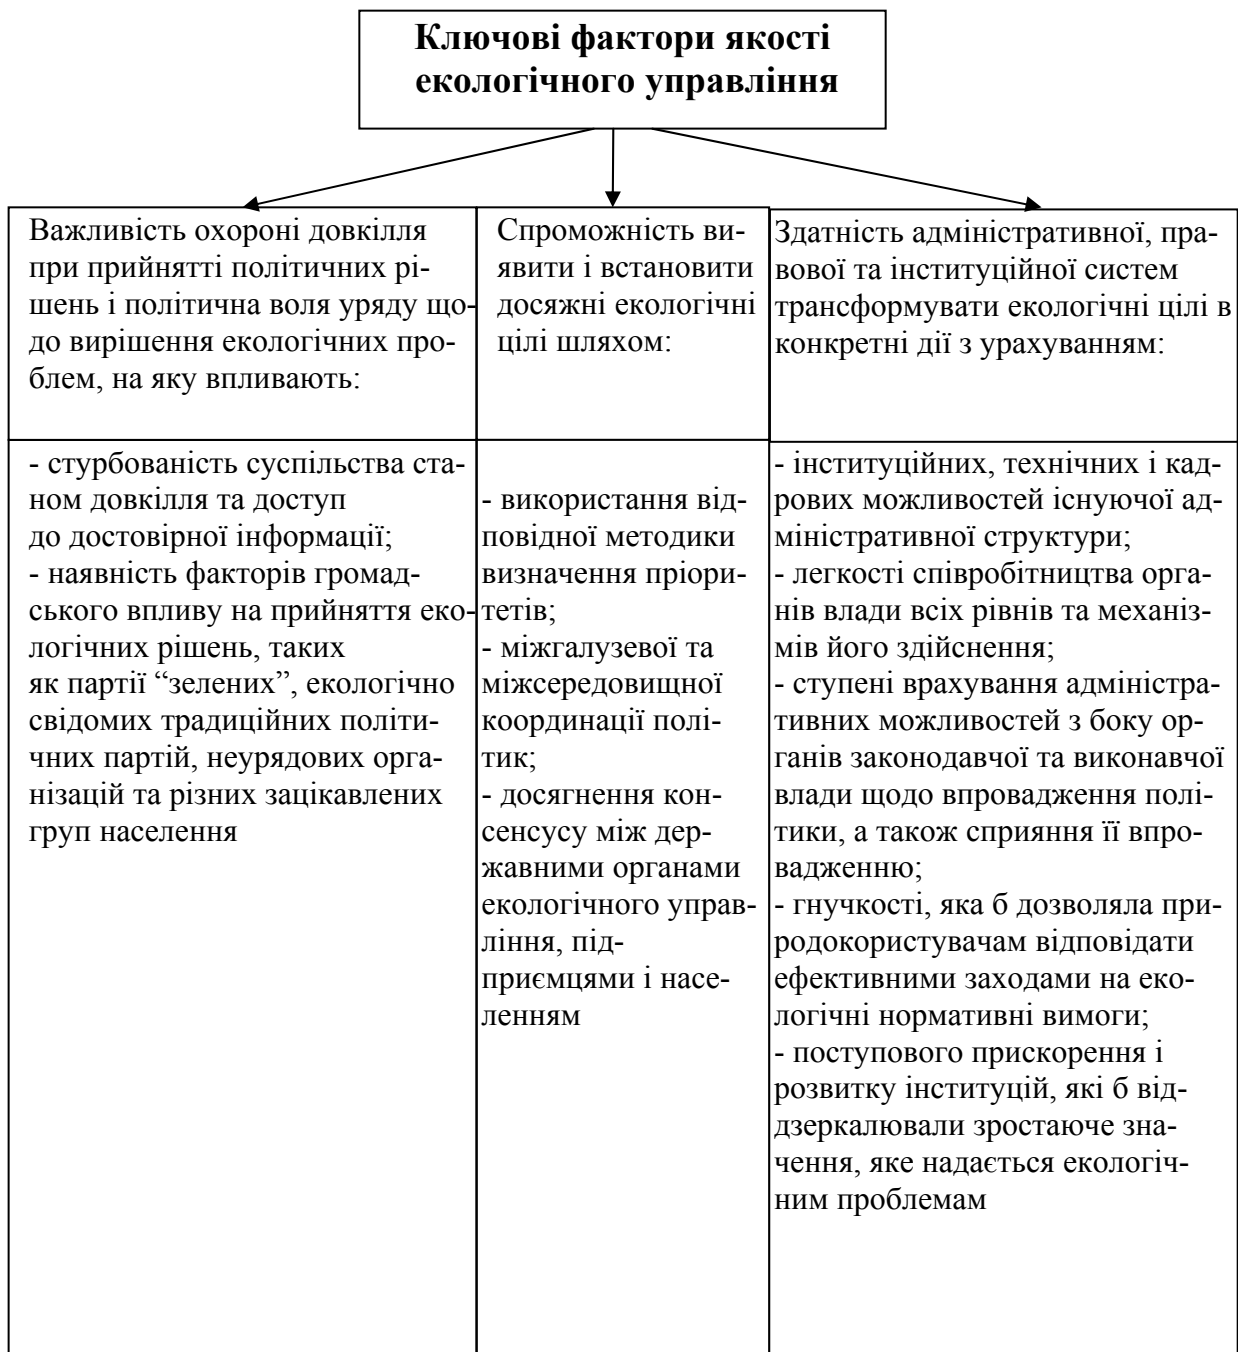 Ключові фактори якості
екологічного управління
Важливість охороні довкілля
при прийнятті політичних рі-
шень і політична воля уряду що-
до вирішення екологічних про-
блем, на яку впливають:
Спроможність ви-
явити і встановити
досяжні екологічні
цілі шляхом:
Здатність адміністративної, пра-
вової та інституційної систем
трансформувати екологічні цілі в
конкретні дії з урахуванням:
- стурбованість суспільства ста-
ном довкілля та доступ
до достовірної інформації;
- наявність факторів громад-
ського впливу на прийняття еко-
логічних рішень, таких
як партії “зелених”, екологічно
свідомих традиційних політи-
чних партій, неурядових орга-
нізацій та різних зацікавлених
груп населення
- використання від-
повідної методики
визначення пріори-
тетів;
- міжгалузевої та
міжсередовищної
координації полі-
тик;
- досягнення кон-
сенсусу між дер-
жавними органами
екологічного управ-
ління, під-
приємцями і насе-
ленням
- інституційних, технічних і кад-
рових можливостей існуючої ад-
міністративної структури;
- легкості співробітництва орга-
нів влади всіх рівнів та механіз-
мів його здійснення;
- ступені врахування адміністра-
тивних можливостей з боку ор-
ганів законодавчої та виконавчої
влади щодо впровадження полі-
тики, а також сприяння її впро-
вадженню;
- гнучкості, яка б дозволяла при-
родокористувачам відповідати
ефективними заходами на еко-
логічні нормативні вимоги;
- поступового прискорення і
розвитку інституцій, які б від-
дзеркалювали зростаюче зна-
чення, яке надається екологіч-
ним проблемам